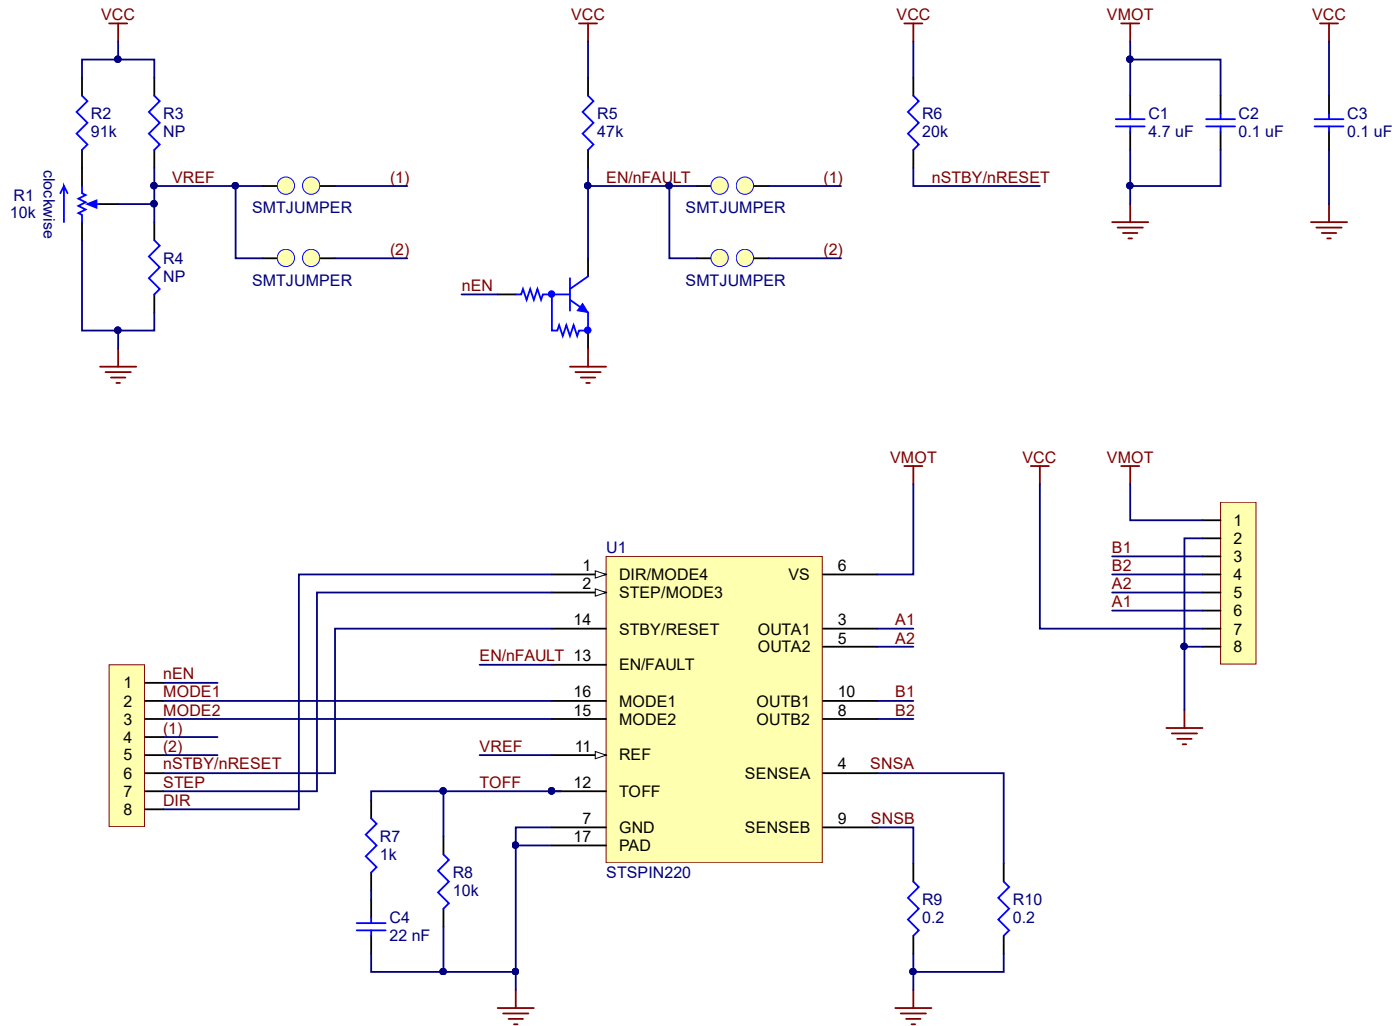 VCC
VCC
VCC
VMOT
VCC
R2
91k
R3
NP
R5
47k
R6
20k
C1
4.7 uF
C2
0.1 uF
C3
0.1 uF
clockwise
R1
10k
VREF
(1)
SMTJUMPER
(2)
SMTJUMPER
R4
NP
EN/nFAULT
(1)
SMTJUMPER
(2)
SMTJUMPER
nEN
nSTBY/nRESET
VMOT
VCC
VMOT
1
2
B1 3
B2 4
A2 5
A1 6
7
8
U1
1 DIR/MODE4
2 STEP/MODE3
14 STBY/RESET
EN/nFAULT 13 EN/FAULT
16 MODE1
15 MODE2
VREF 11 REF
TOFF 12 TOFF
7 GND
17 PAD
VS 6
OUTA1 3 A1
OUTA2 5 A2
OUTB1 10 B1
OUTB2 8 B2
SENSEA 4 SNSA
SENSEB 9 SNSB
STSPIN220
1 nEN
2 MODE1
3 MODE2
4 (1)
5 (2)
6 nSTBY/nRESET
7 STEP
8 DIR
R7
1k
R8
10k
C4
22 nF
R9
0.2
R10
0.2